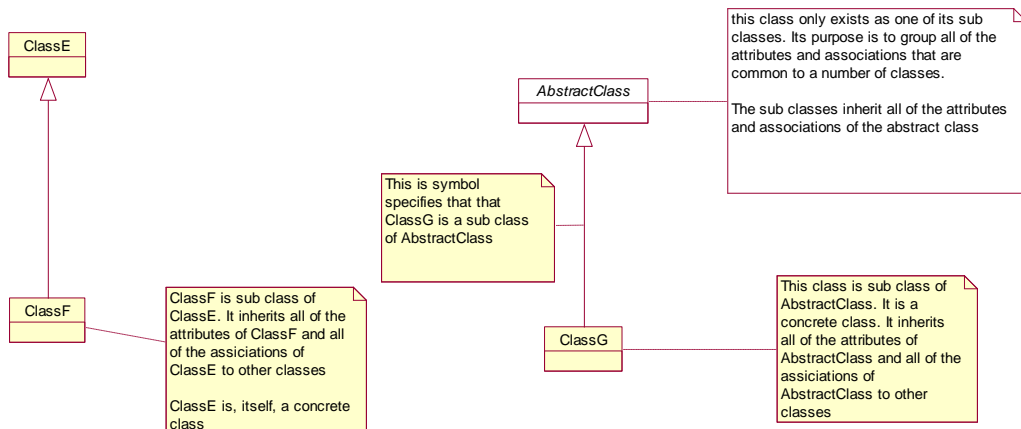 ClassE
this class only exists as one of its sub
classes. Its purpose is to group all of the
attributes and associations that are
common to a number of classes.
The sub classes inherit all of the attributes
and associations of the abstract class
AbstractClass
This is symbol
specifies that that
ClassG is a sub class
of AbstractClass
ClassF
ClassF is sub class of
ClassE. It inherits all of the
attributes of ClassF and all
of the assiciations of
ClassE to other classes
ClassE is, itself, a concrete
class
ClassG
This class is sub class of
AbstractClass. It is a
concrete class. It inherits
all of the attributes of
AbstractClass and all of the
assiciations of
AbstractClass to other
classes